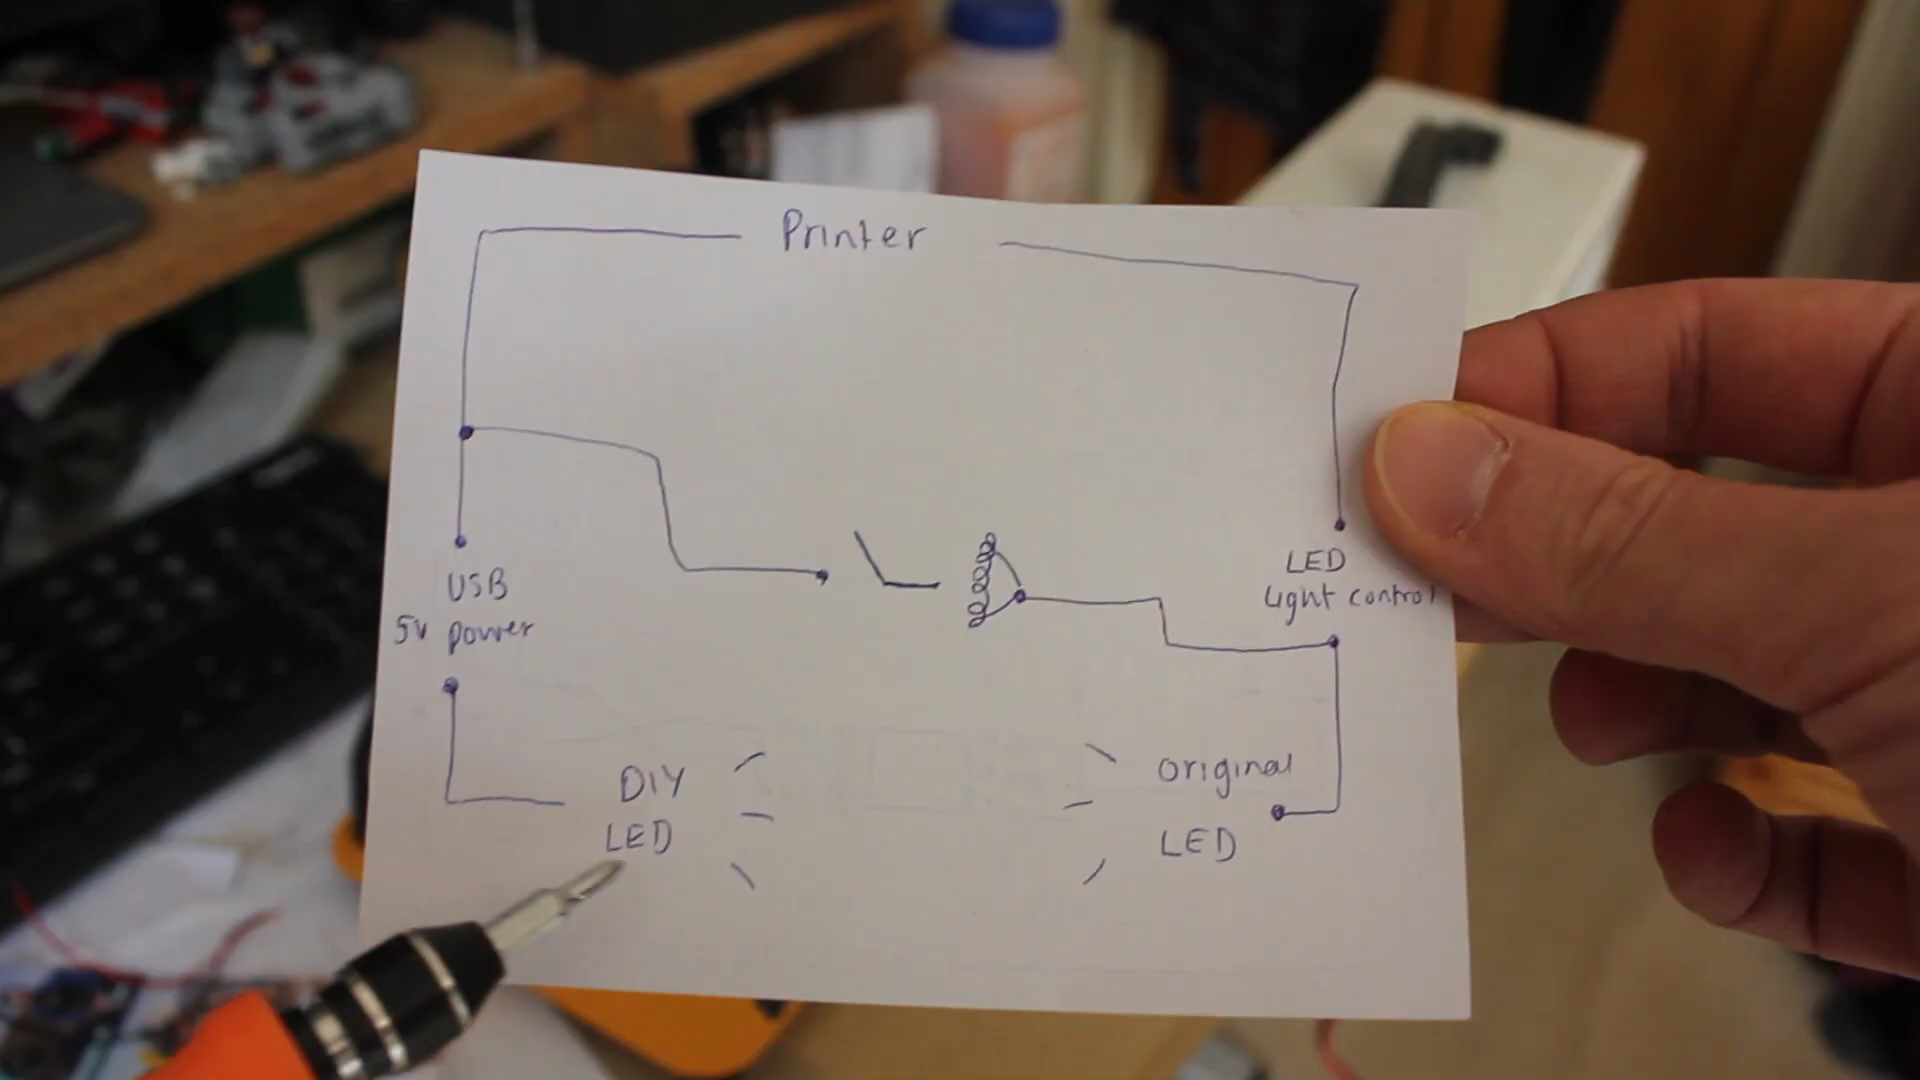 Printer
USB
5v power
LED
Light control
DIY
LED
original
LED